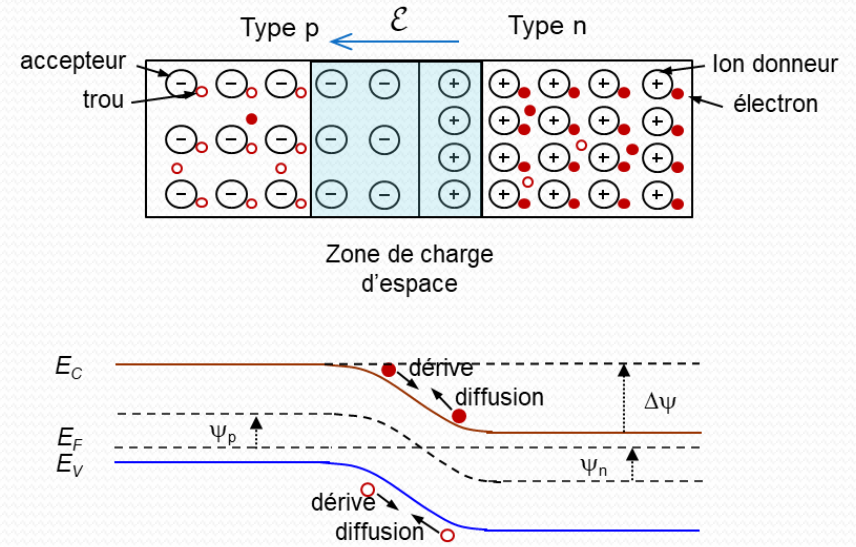 Type p
ℰ
Type n
accepteur
trou
Ion donneur
électron
− − − − − + + + + +
+ + + + +
− − − − −
+ + + + +
− − − − − + + + + +
Zone de charge
d’espace
E_C
dérive
diffusion
Δψ
ψ_p
E_F
E_V
ψ_n
dérive
diffusion